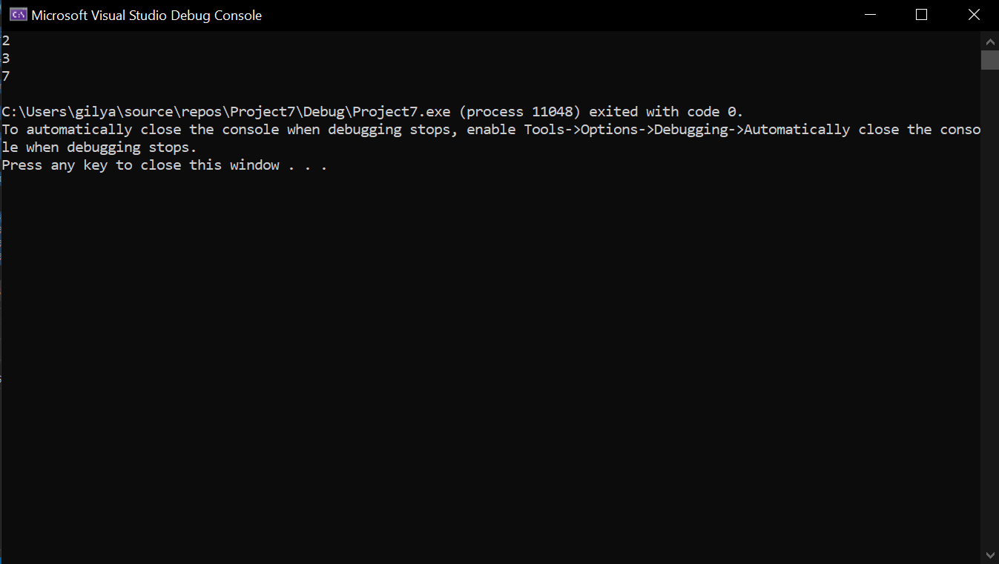 Microsoft Visual Studio Debug Console
2
3
7
C:\Users\gilya\source\repos\Project7\Debug\Project7.exe (process 11048) exited with code 0.
To automatically close the console when debugging stops, enable Tools->Options->Debugging->Automatically close the conso
le when debugging stops.
Press any key to close this window . . .